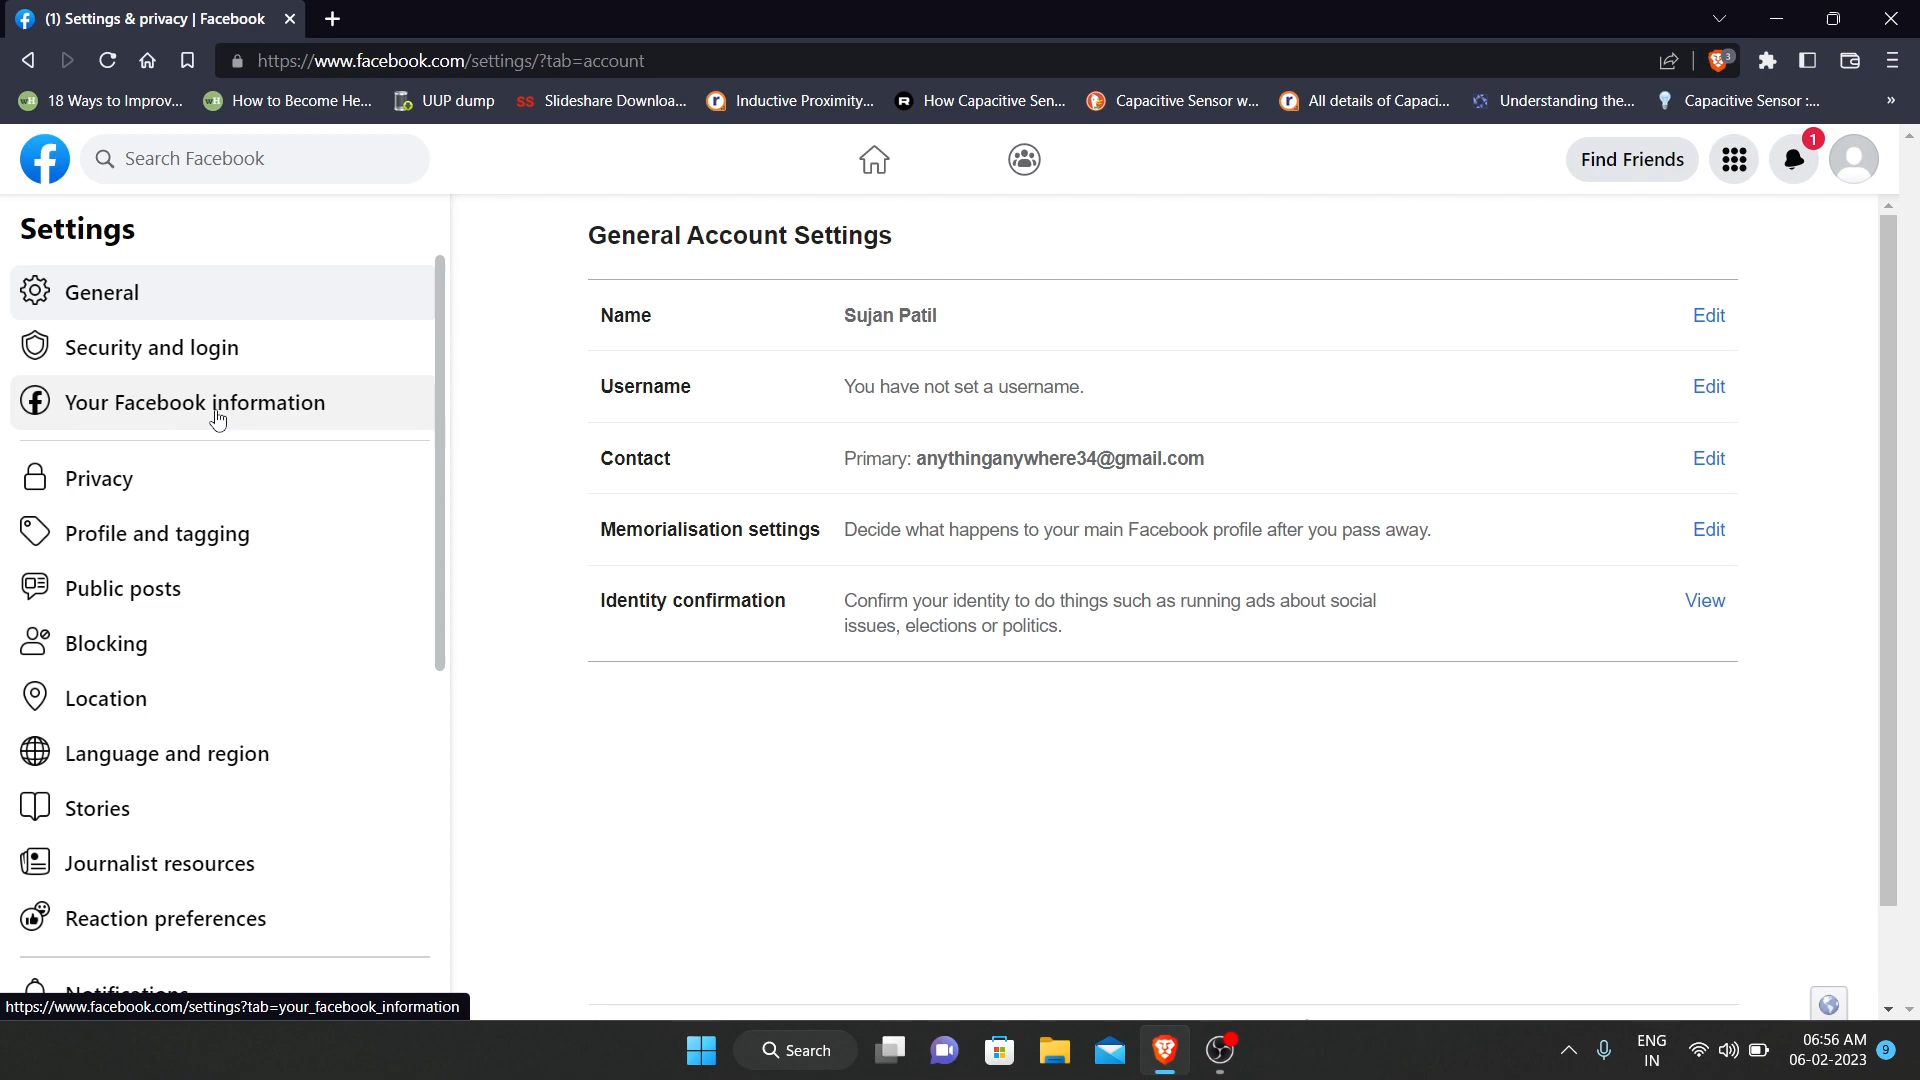 (1) Settings & privacy | Facebook
https://www.facebook.com/settings/?tab=account
3
18 Ways to Improv...
How to Become He...
UUP dump
SS Slideshare Downloa...
Inductive Proximity...
How Capacitive Sen...
Capacitive Sensor w...
All details of Capaci...
Understanding the...
Capacitive Sensor :...
»
Search Facebook
Find Friends
1
Settings
General
Security and login
Your Facebook information
Privacy
Profile and tagging
Public posts
Blocking
Location
Language and region
Stories
Journalist resources
Reaction preferences
Notifications
https://www.facebook.com/settings?tab=your_facebook_information
General Account Settings
Name Sujan Patil Edit
Username You have not set a username. Edit
Contact Primary: anythinganywhere34@gmail.com Edit
Memorialisation settings Decide what happens to your main Facebook profile after you pass away. Edit
Identity confirmation Confirm your identity to do things such as running ads about social View
issues, elections or politics.
Search
ENG
IN
06:56 AM
06-02-2023
9